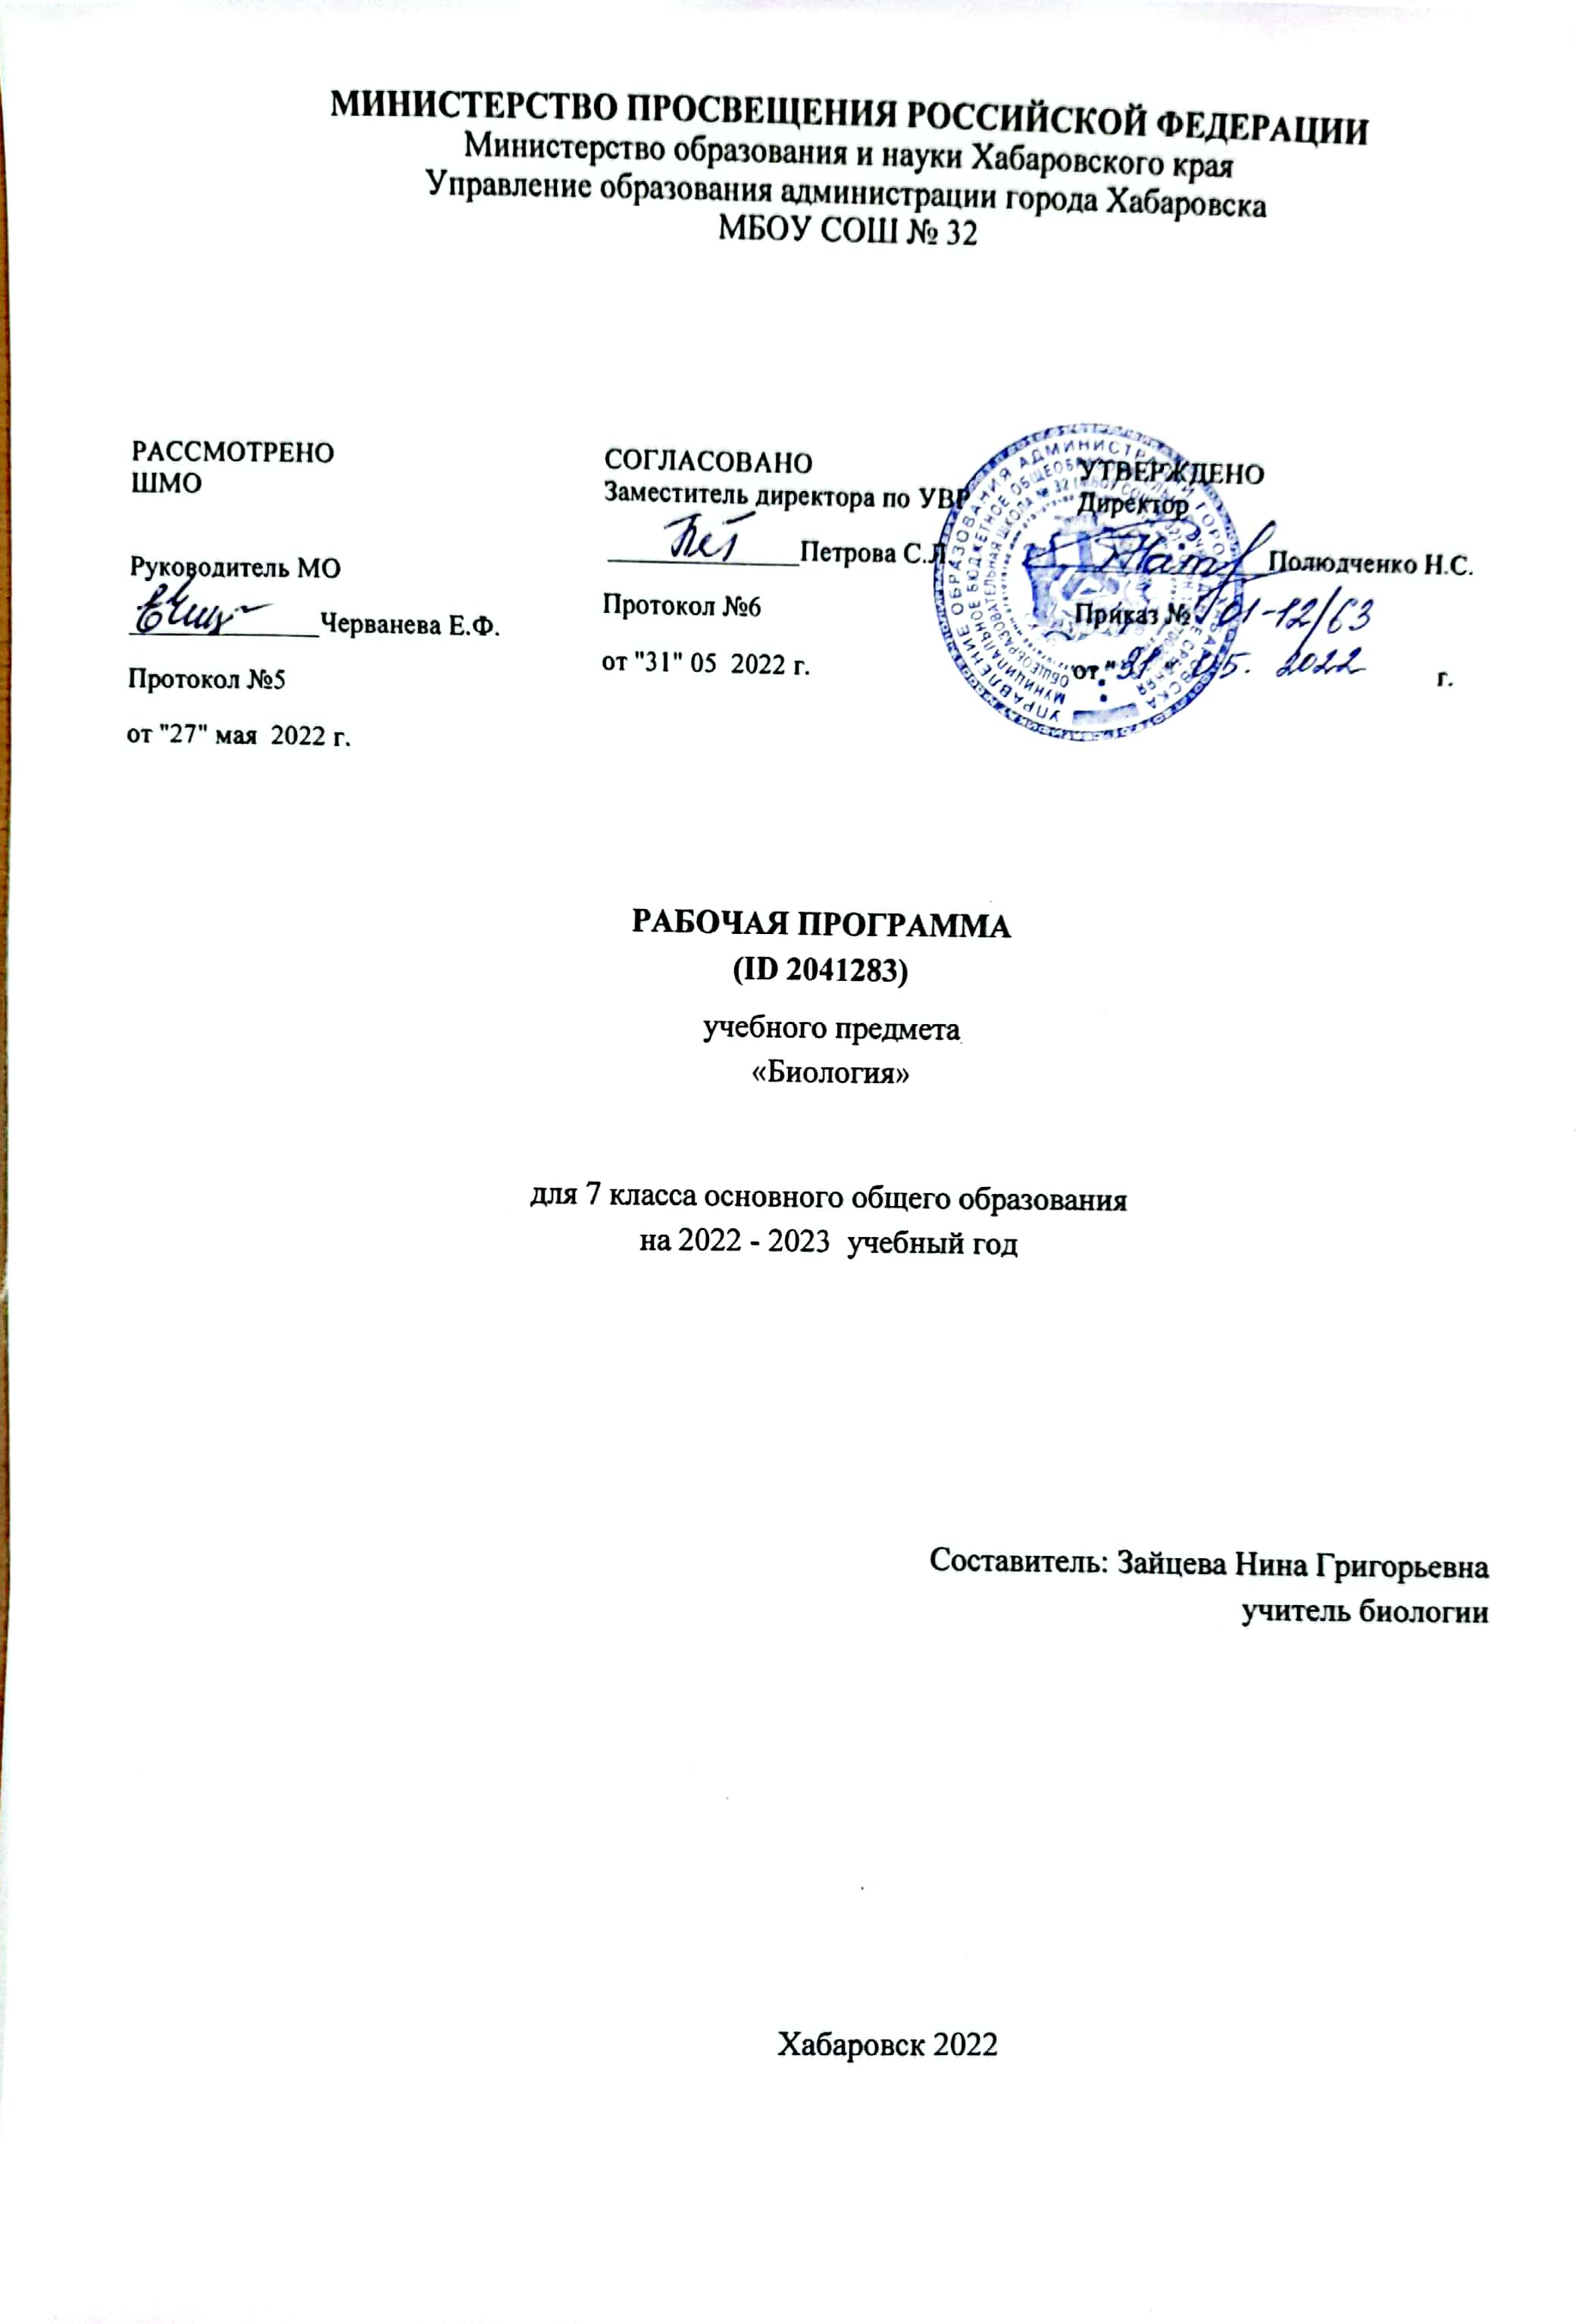 МИНИСТЕРСТВО ПРОСВЕЩЕНИЯ РОССИЙСКОЙ ФЕДЕРАЦИИ
Министерство образования и науки Хабаровского края
Управление образования администрации города Хабаровска
МБОУ СОШ № 32
РАССМОТРЕНО
ШМО
Руководитель МО
Черванева Е.Ф.
Протокол №5
от "27" мая 2022 г.
СОГЛАСОВАНО
Заместитель директора по УВР
Петрова С.Л.
Протокол №6
от "31" 05 2022 г.
УТВЕРЖДЕНО
Директор
Полюдченко Н.С.
Приказ № 01-12/63
от "31" 05. 2022 г.
РАБОЧАЯ ПРОГРАММА
(ID 2041283)
учебного предмета
«Биология»
для 7 класса основного общего образования
на 2022 - 2023 учебный год
Составитель: Зайцева Нина Григорьевна
учитель биологии
Хабаровск 2022